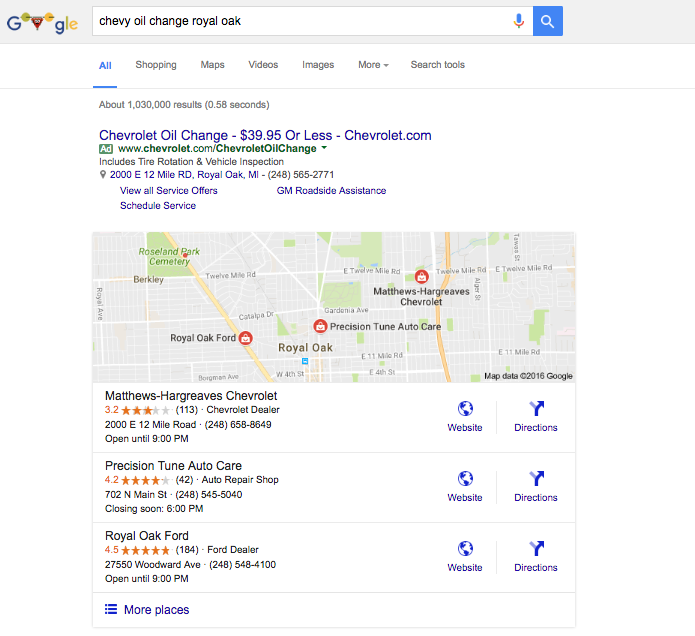 Google
chevy oil change royal oak
All Shopping Maps Videos Images More Search tools
About 1,030,000 results (0.58 seconds)
Chevrolet Oil Change - $39.95 Or Less - Chevrolet.com
Ad www.chevrolet.com/ChevroletOilChange
Includes Tire Rotation & Vehicle Inspection
2000 E 12 Mile RD, Royal Oak, MI - (248) 565-2771
View all Service Offers GM Roadside Assistance
Schedule Service
Roseland Park
Cemetery
Berkley
Twelve Mile Rd
E Twelve Mile Rd
Twelve Mile Rd
E Twelve Mile Rd
Tawas St
Royal Ave
Alger St
Matthews-Hargreaves
Chevrolet
Catalpa Dr
Gardenia Ave
Precision Tune Auto Care
Royal Oak Ford
Royal Oak
E 11 Mile Rd
E 11 Mile Rd
Borgman Ave
W 4th St
E 4th St
Map data ©2016 Google
Matthews-Hargreaves Chevrolet
3.2 (113) · Chevrolet Dealer
2000 E 12 Mile Road · (248) 658-8649
Open until 9:00 PM
Website Directions
Precision Tune Auto Care
4.2 (42) · Auto Repair Shop
702 N Main St · (248) 545-5040
Closing soon: 6:00 PM
Website Directions
Royal Oak Ford
4.5 (184) · Ford Dealer
27550 Woodward Ave · (248) 548-4100
Open until 9:00 PM
Website Directions
More places